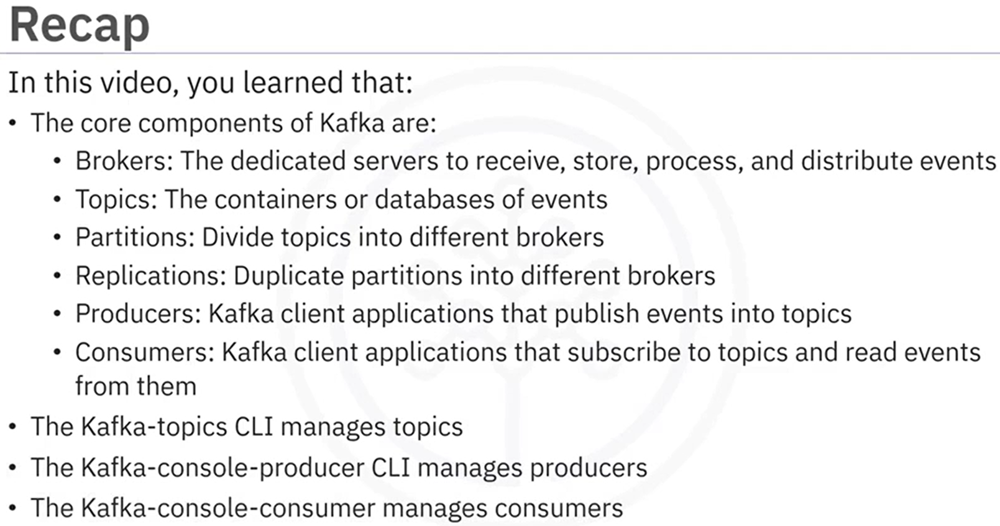 Recap
In this video, you learned that:
• The core components of Kafka are:
• Brokers: The dedicated servers to receive, store, process, and distribute events
• Topics: The containers or databases of events
• Partitions: Divide topics into different brokers
• Replications: Duplicate partitions into different brokers
• Producers: Kafka client applications that publish events into topics
• Consumers: Kafka client applications that subscribe to topics and read events
from them
• The Kafka-topics CLI manages topics
• The Kafka-console-producer CLI manages producers
• The Kafka-console-consumer manages consumers